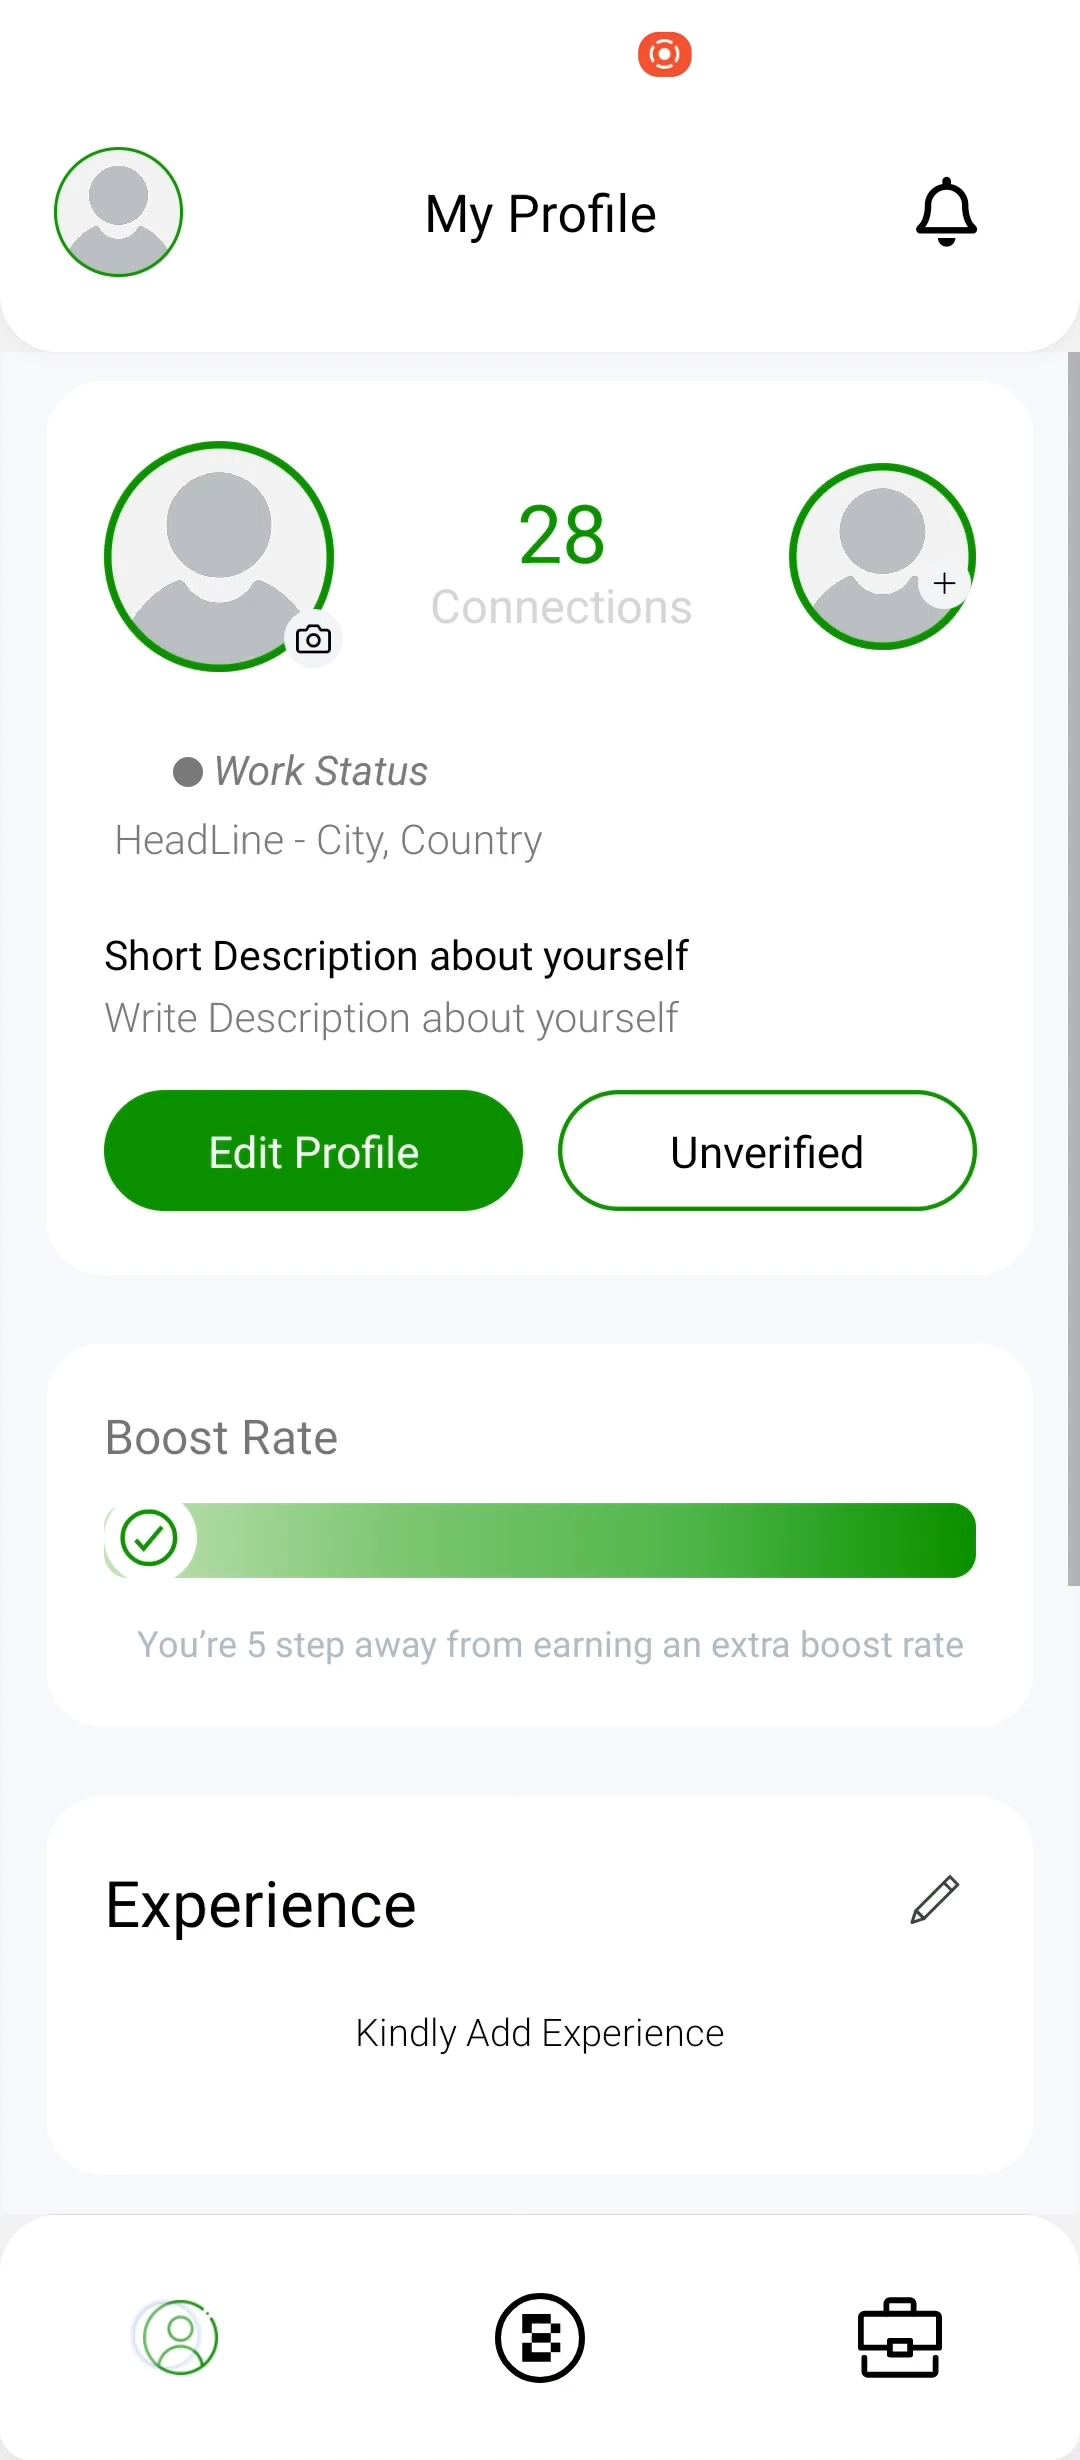 My Profile
28
Connections
Work Status
HeadLine - City, Country
Short Description about yourself
Write Description about yourself
Edit Profile
Unverified
Boost Rate
You’re 5 step away from earning an extra boost rate
Experience
Kindly Add Experience
B